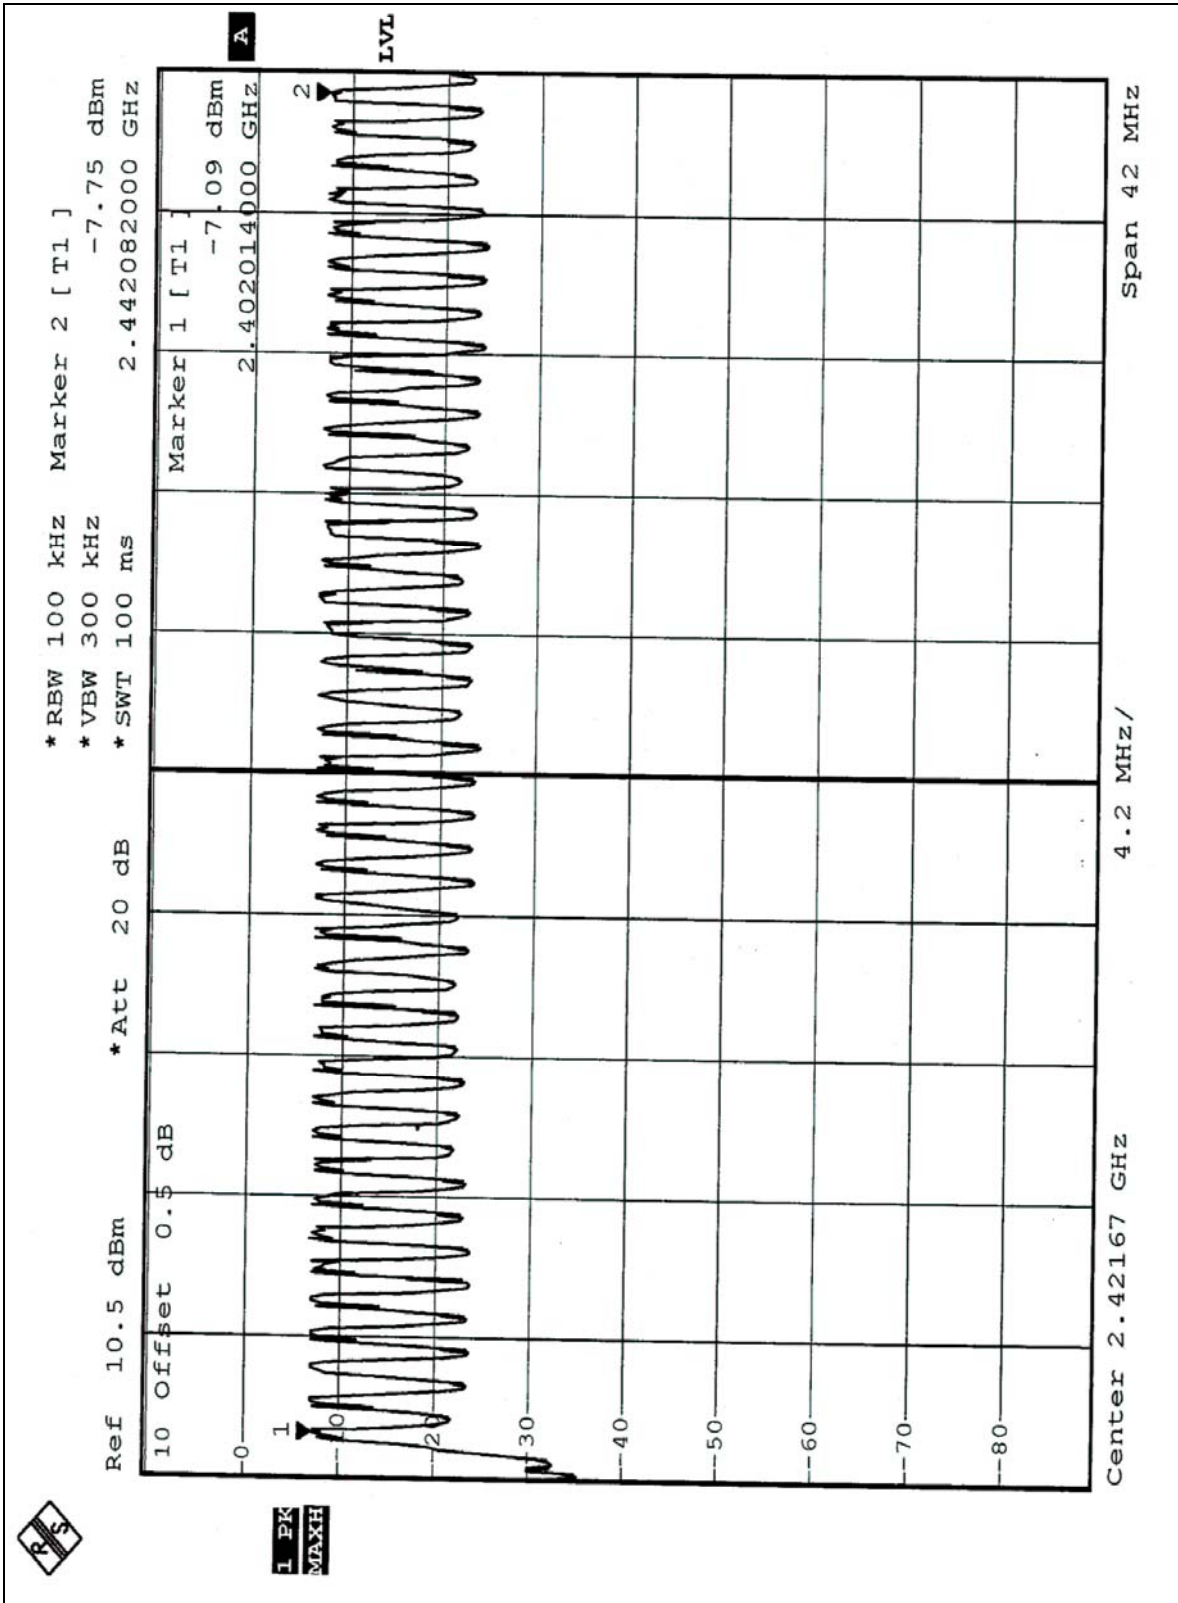 R S
*RBW 100 kHz Marker 2 [T1 ]
*VBW 300 kHz -7.75 dBm
Ref 10.5 dBm *Att 20 dB *SWT 100 ms 2.442082000 GHz
10 Offset 0.5 dB Marker 1 [T1 ]
-7.09 dBm
2.402014000 GHz
A
0
1 PK
MAXH
1
2
-10
LVL
-20
-30
-40
-50
-60
-70
-80
Center 2.42167 GHz 4.2 MHz/ Span 42 MHz